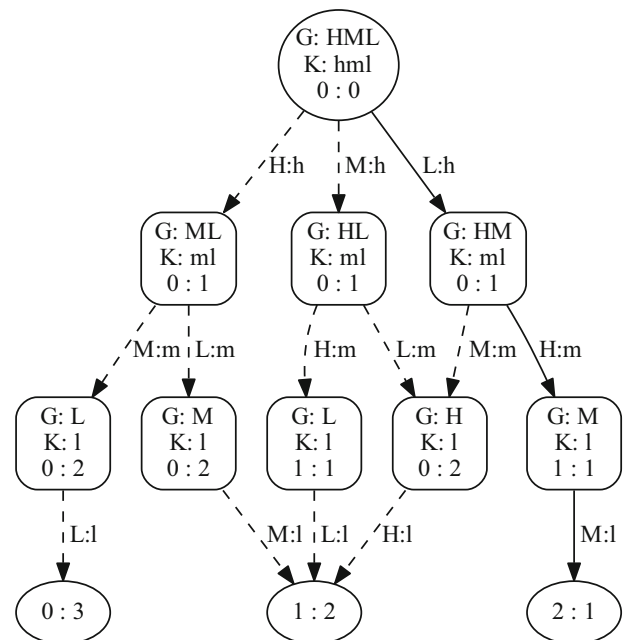 G: HML
K: hml
0 : 0
H:h
M:h
L:h
G: ML
K: ml
0 : 1
G: HL
K: ml
0 : 1
G: HM
K: ml
0 : 1
M:m
L:m
H:m
L:m
M:m
H:m
G: L
K: l
0 : 2
G: M
K: l
0 : 2
G: L
K: l
1 : 1
G: H
K: l
0 : 2
G: M
K: l
1 : 1
L:l
M:l
L:l
H:l
M:l
0 : 3
1 : 2
2 : 1